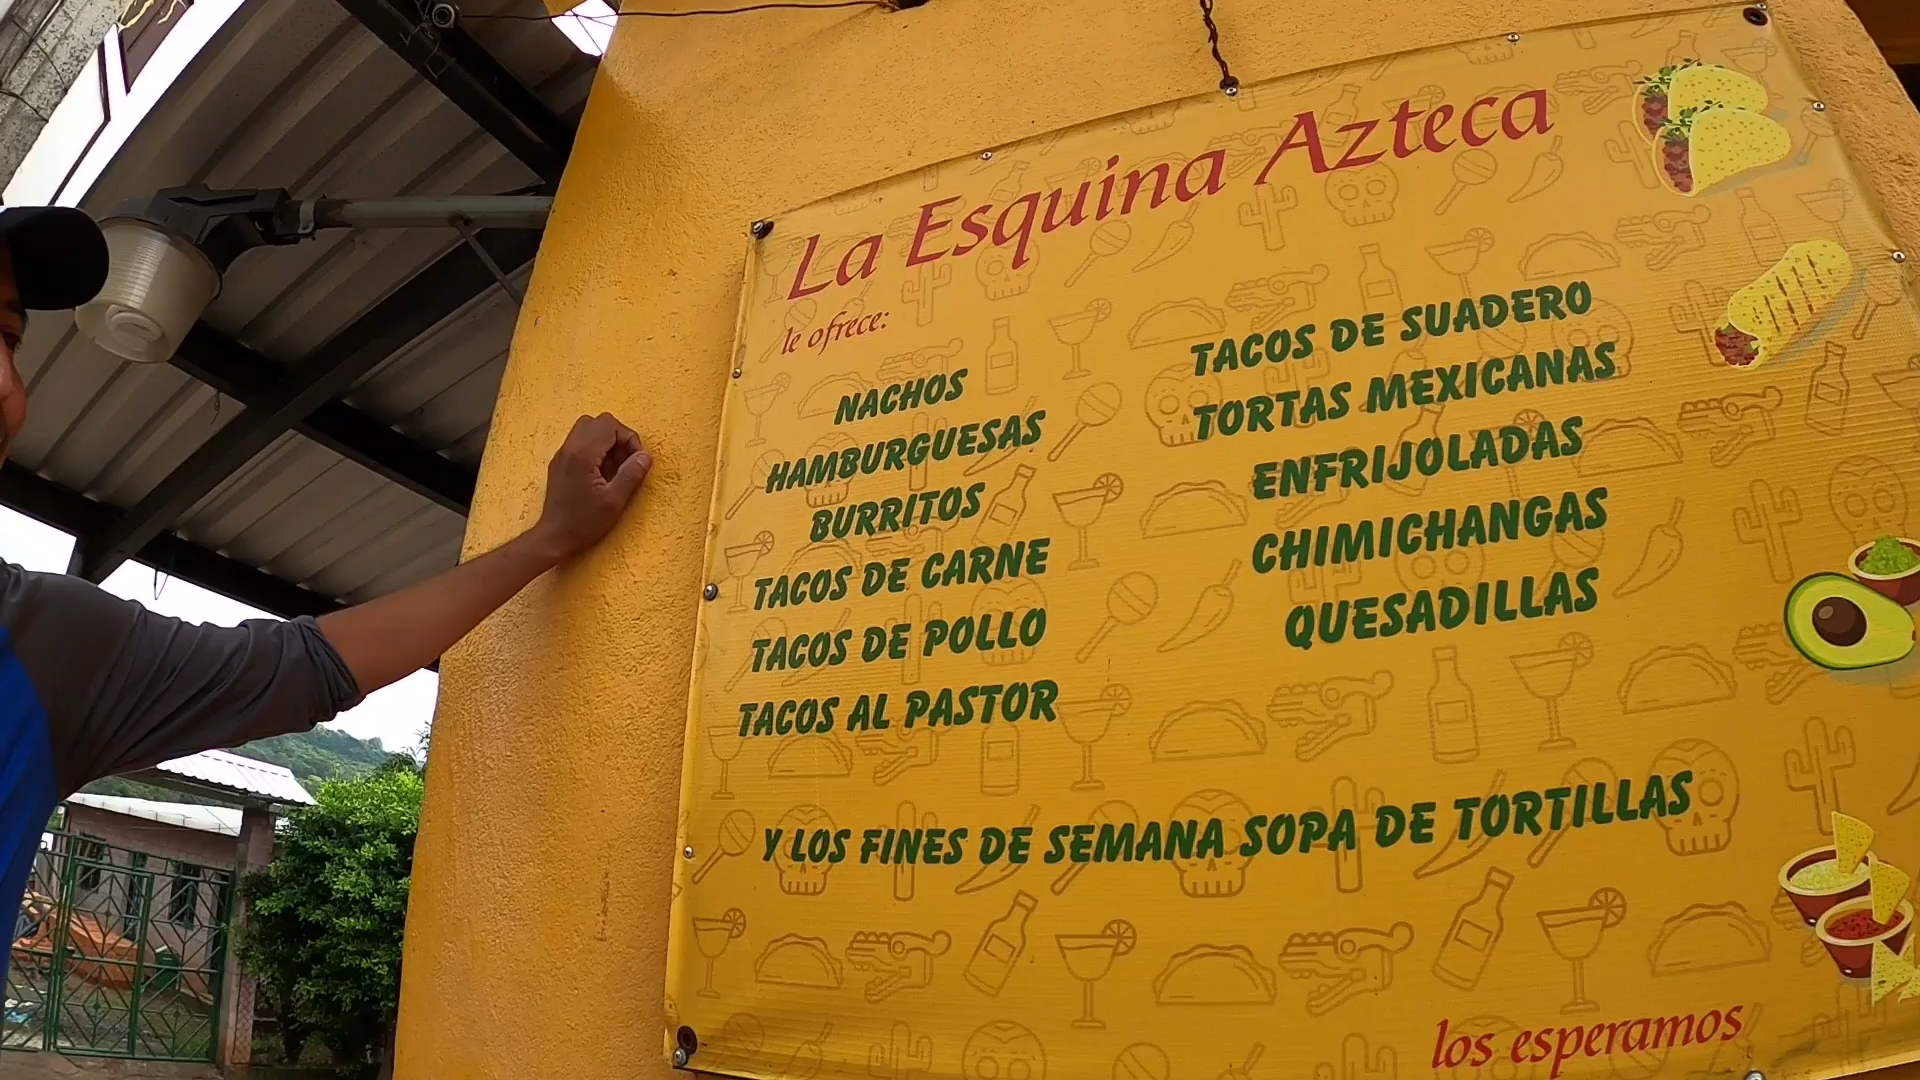 La Esquina Azteca
le ofrece:
NACHOS
HAMBURGUESAS
BURRITOS
TACOS DE CARNE
TACOS DE POLLO
TACOS AL PASTOR
TACOS DE SUADERO
TORTAS MEXICANAS
ENFRIJOLADAS
CHIMICHANGAS
QUESADILLAS
Y LOS FINES DE SEMANA SOPA DE TORTILLAS
los esperamos